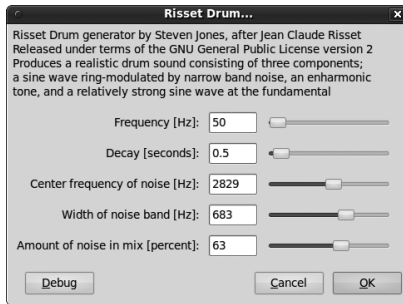 Risset Drum...
Risset Drum generator by Steven Jones, after Jean Claude Risset
Released under terms of the GNU General Public License version 2
Produces a realistic drum sound consisting of three components;
a sine wave ring-modulated by narrow band noise, an enharmonic
tone, and a relatively strong sine wave at the fundamental
Frequency [Hz]: 50
Decay [seconds]: 0.5
Center frequency of noise [Hz]: 2829
Width of noise band [Hz]: 683
Amount of noise in mix [percent]: 63
Debug Cancel OK